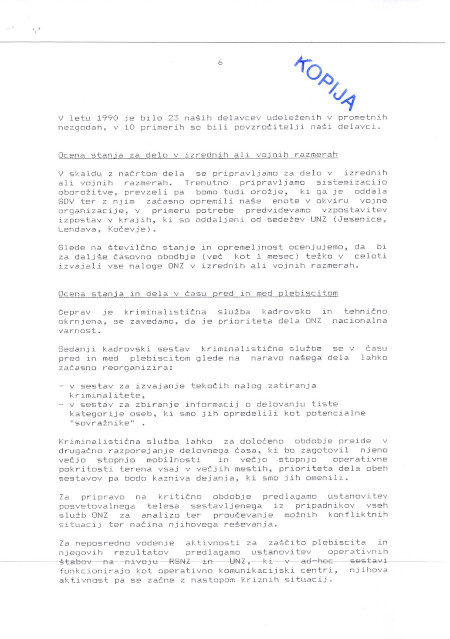 6
KOPIJA
V letu 1990 je bilo 23 naših delavcev udeleženih v prometnih
nezgodah, v 10 primerih so bili povzročitelji naši delavci.
Ocena stanja za delo v izrednih ali vojnih razmerah
V skaldu z načrtom dela se pripravljamo za delo v izrednih
ali vojnih razmerah. Trenutno pripravljamo sistemizacijo
oborožitve, prevzeli pa bomo tudi orožje, ki ga je oddala
SDV ter z njim začasno opremili naše enote v okviru vojne
organizacije, v primeru potrebe predvidevamo vzpostavitev
izpostav v krajih, ki so oddaljeni od sedežev UNZ (Jesenice,
Lendava, Kočevje).
Glede na številčno stanje in opremeljnost ocenjujemo, da bi
za daljše časovno obodbje (več kot 1 mesec) težko v celoti
izvajali vse naloge ONZ v izrednih ali vojnih razmerah.
Ocena stanja in dela v času pred in med plebiscitom
Čeprav je kriminalistična služba kadrovsko in tehnično
okrnjena, se zavedamo, da je prioriteta dela ONZ nacionalna
varnost.
Sedanji kadrovski sestav kriminalistične službe se v času
pred in med plebiscitom glede na naravo našega dela lahko
začasno reorganizira:
- v sestav za izvajanje tekočih nalog zatiranja
kriminalitete,
- v sestav za zbiranje informacij o delovanju tiste
kategorije oseb, ki smo jih opredelili kot potencialne
"sovražnike".
Kriminalistična služba lahko za določeno obdobje preide v
drugačno razporejanje delovnega časa, ki bo zagotovil njeno
večjo stopnjo mobilnosti in večjo stopnjo operativne
pokritosti terena vsaj v večjih mestih, prioriteta dela obeh
sestavov pa bodo kazniva dejanja, ki smo jih omenili.
Za pripravo na kritično obdobje predlagamo ustanovitev
posvetovalnega telesa sestavljenega iz pripadnikov vseh
služb ONZ za analizo ter proučevanje možnih konfliktnih
situacij ter načina njihovega reševanja.
Za neposredno vodenje aktivnosti za zaščito plebiscita in
njegovih rezultatov predlagamo ustanovitev operativnih
štabov na nivoju RSNZ in UNZ, ki v ad-hoc sestavi
funkcionirajo kot operativno komunikacijski centri, njihova
aktivnost pa se začne z nastopom kriznih situacij.